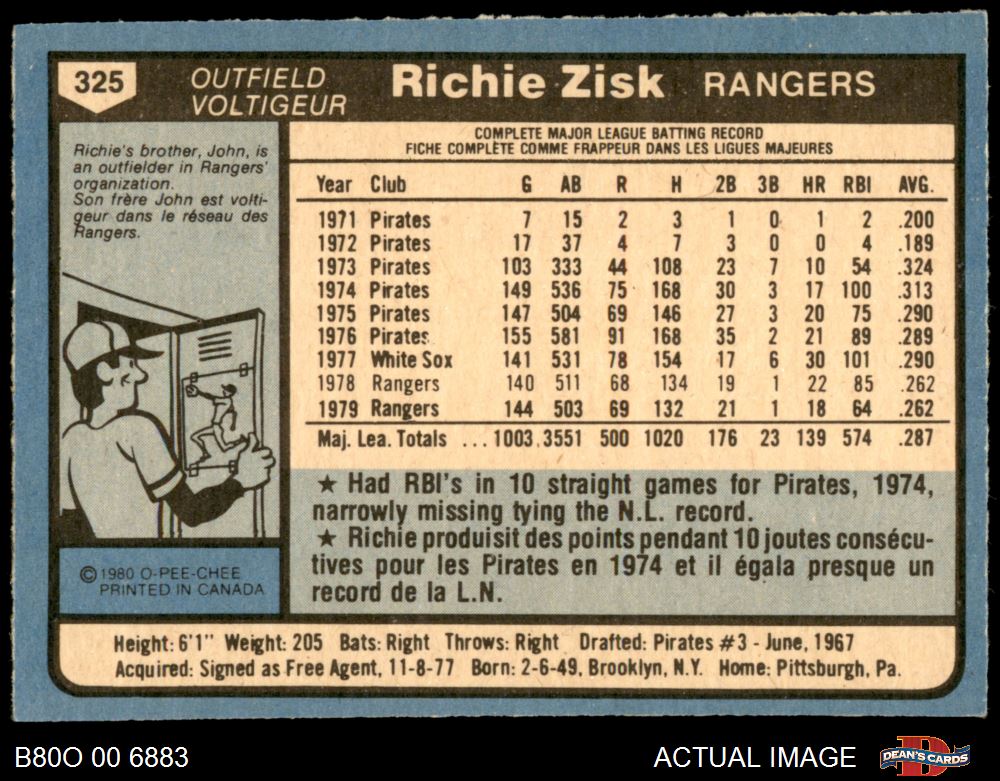 325
OUTFIELD
VOLTIGEUR
Richie Zisk RANGERS
Richie's brother, John, is
an outfielder in Rangers'
organization.
Son frère John est volti-
geur dans le réseau des
Rangers.
COMPLETE MAJOR LEAGUE BATTING RECORD
FICHE COMPLÈTE COMME FRAPPEUR DANS LES LIGUES MAJEURES
Year Club G AB R H 2B 3B HR RBI AVG.
1971 Pirates 7 15 2 3 1 0 1 2 .200
1972 Pirates 17 37 4 7 3 0 0 4 .189
1973 Pirates 103 333 44 108 23 7 10 54 .324
1974 Pirates 149 536 75 168 30 3 17 100 .313
1975 Pirates 147 504 69 146 27 3 20 75 .290
1976 Pirates 155 581 91 168 35 2 21 89 .289
1977 White Sox 141 531 78 154 17 6 30 101 .290
1978 Rangers 140 511 68 134 19 1 22 85 .262
1979 Rangers 144 503 69 132 21 1 18 64 .262
Maj. Lea. Totals ... 1003 3551 500 1020 176 23 139 574 .287
★ Had RBI's in 10 straight games for Pirates, 1974,
narrowly missing tying the N.L. record.
★ Richie produisit des points pendant 10 joutes consécu-
tives pour les Pirates en 1974 et il égala presque un
record de la L.N.
© 1980 O-PEE-CHEE
PRINTED IN CANADA
Height: 6'1" Weight: 205 Bats: Right Throws: Right Drafted: Pirates #3 - June, 1967
Acquired: Signed as Free Agent, 11-8-77 Born: 2-6-49, Brooklyn, N.Y. Home: Pittsburgh, Pa.
B80O 00 6883
ACTUAL IMAGE
DEAN'S CARDS